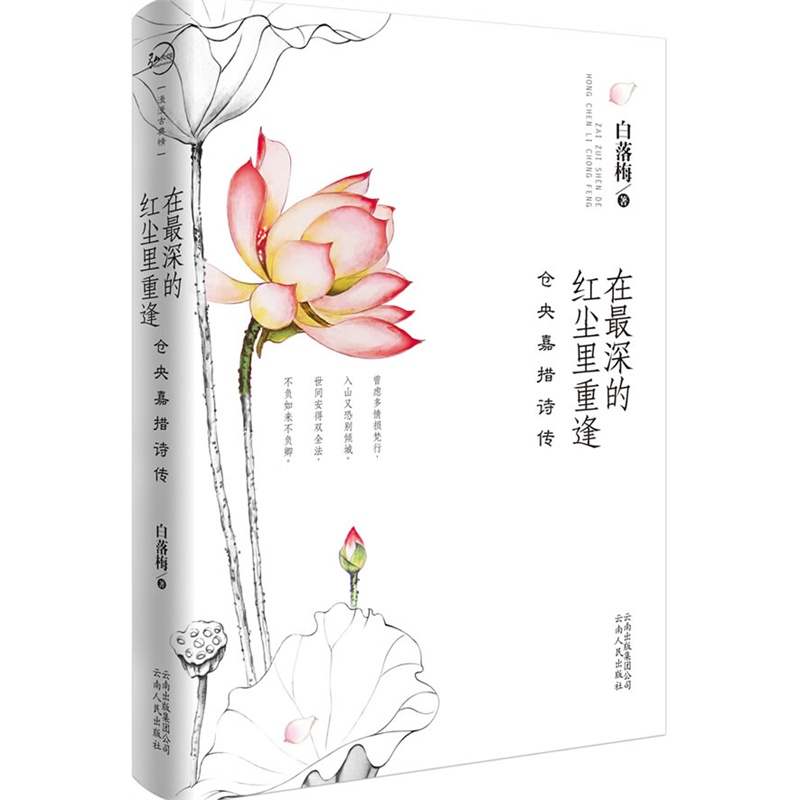 白落梅/著
ZAI ZUI SHEN DE
HONG CHEN LI CHONG FENG
在最深的
红尘里重逢
仓央嘉措诗传
曾虑多情损梵行，
入山又恐别倾城。
世间安得双全法，
不负如来不负卿。
云南出版集团公司
云南人民出版社
漫漫古典情
在最深的
红尘里重逢
仓央嘉措诗传
白落梅/著
云南出版集团公司
云南人民出版社